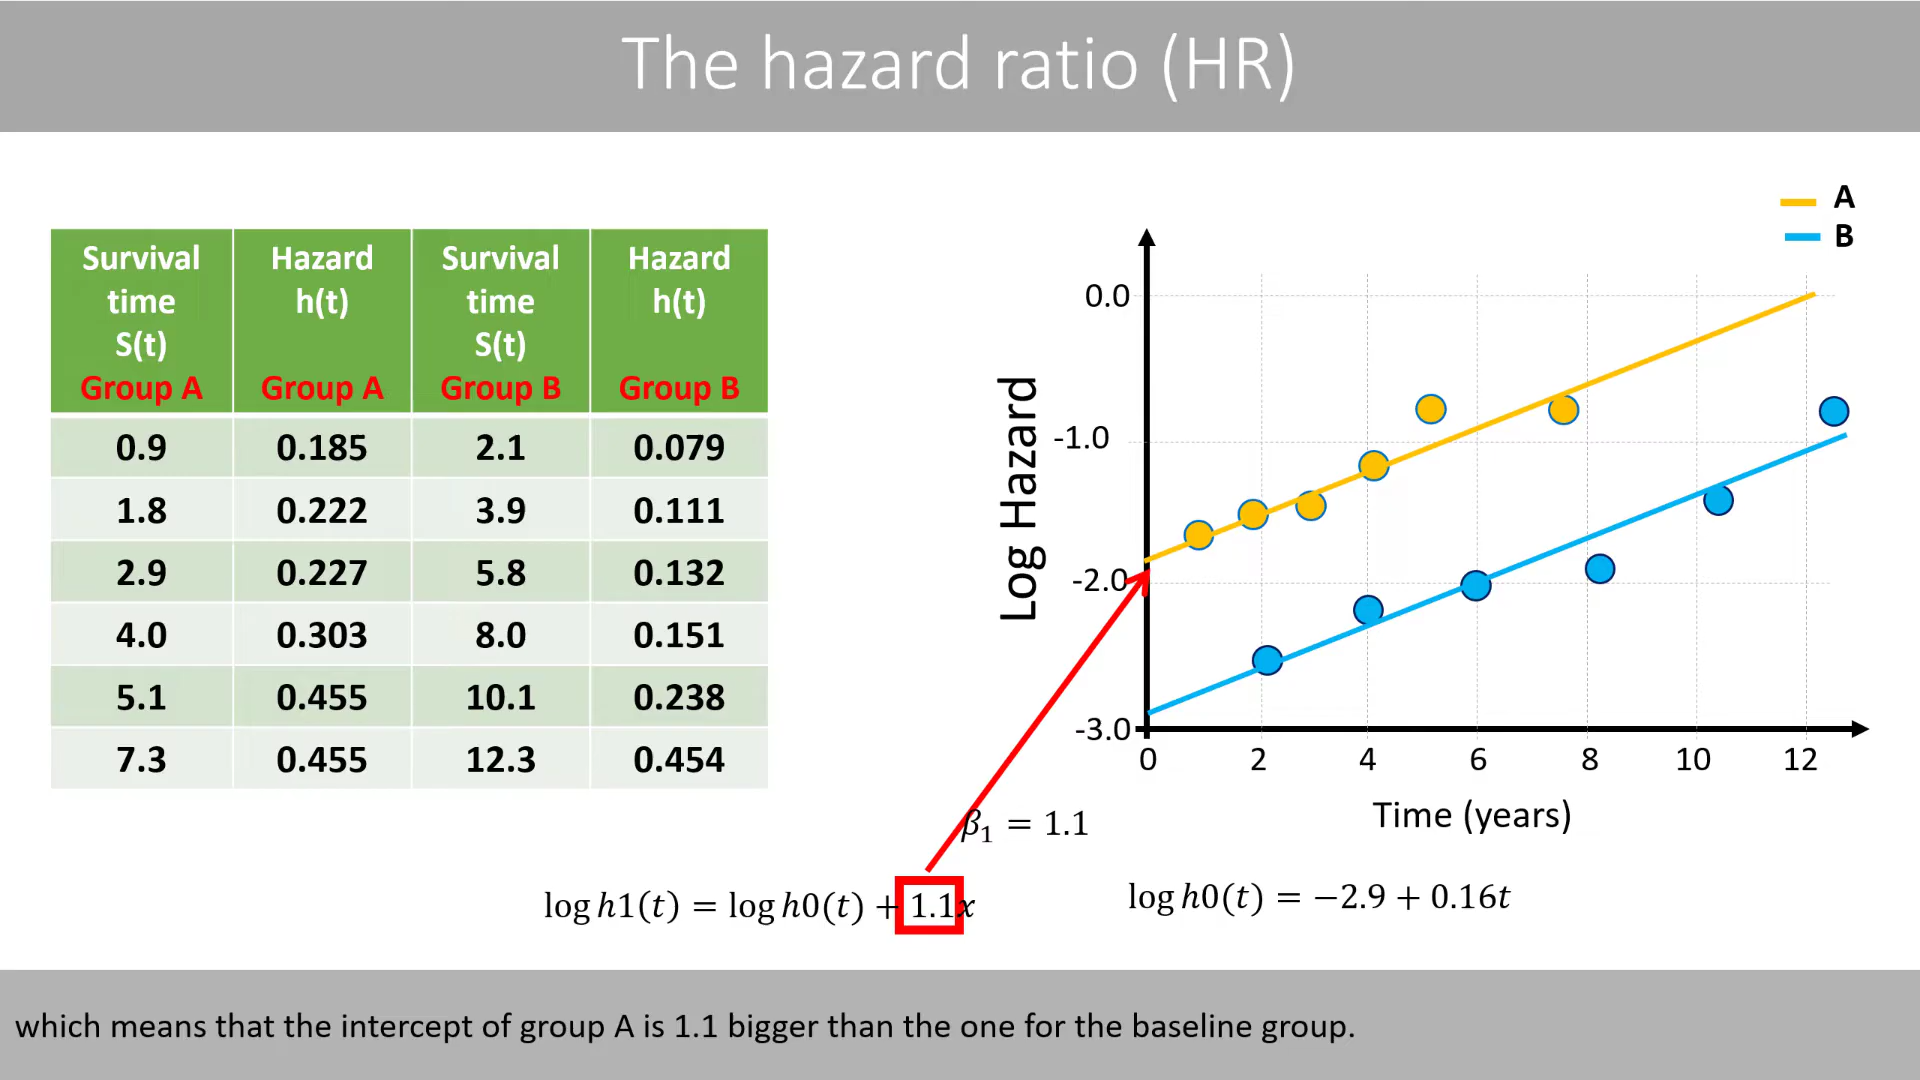 The hazard ratio (HR)
Survival time S(t) Group A | Hazard h(t) Group A | Survival time S(t) Group B | Hazard h(t) Group B
0.9 0.185 2.1 0.079
1.8 0.222 3.9 0.111
2.9 0.227 5.8 0.132
4.0 0.303 8.0 0.151
5.1 0.455 10.1 0.238
7.3 0.455 12.3 0.454
A
B
Log Hazard
0.0
-1.0
-2.0
-3.0
0 2 4 6 8 10 12
Time (years)
β₁ = 1.1
log h1(t) = log h0(t) + 1.1x
log h0(t) = −2.9 + 0.16t
which means that the intercept of group A is 1.1 bigger than the one for the baseline group.